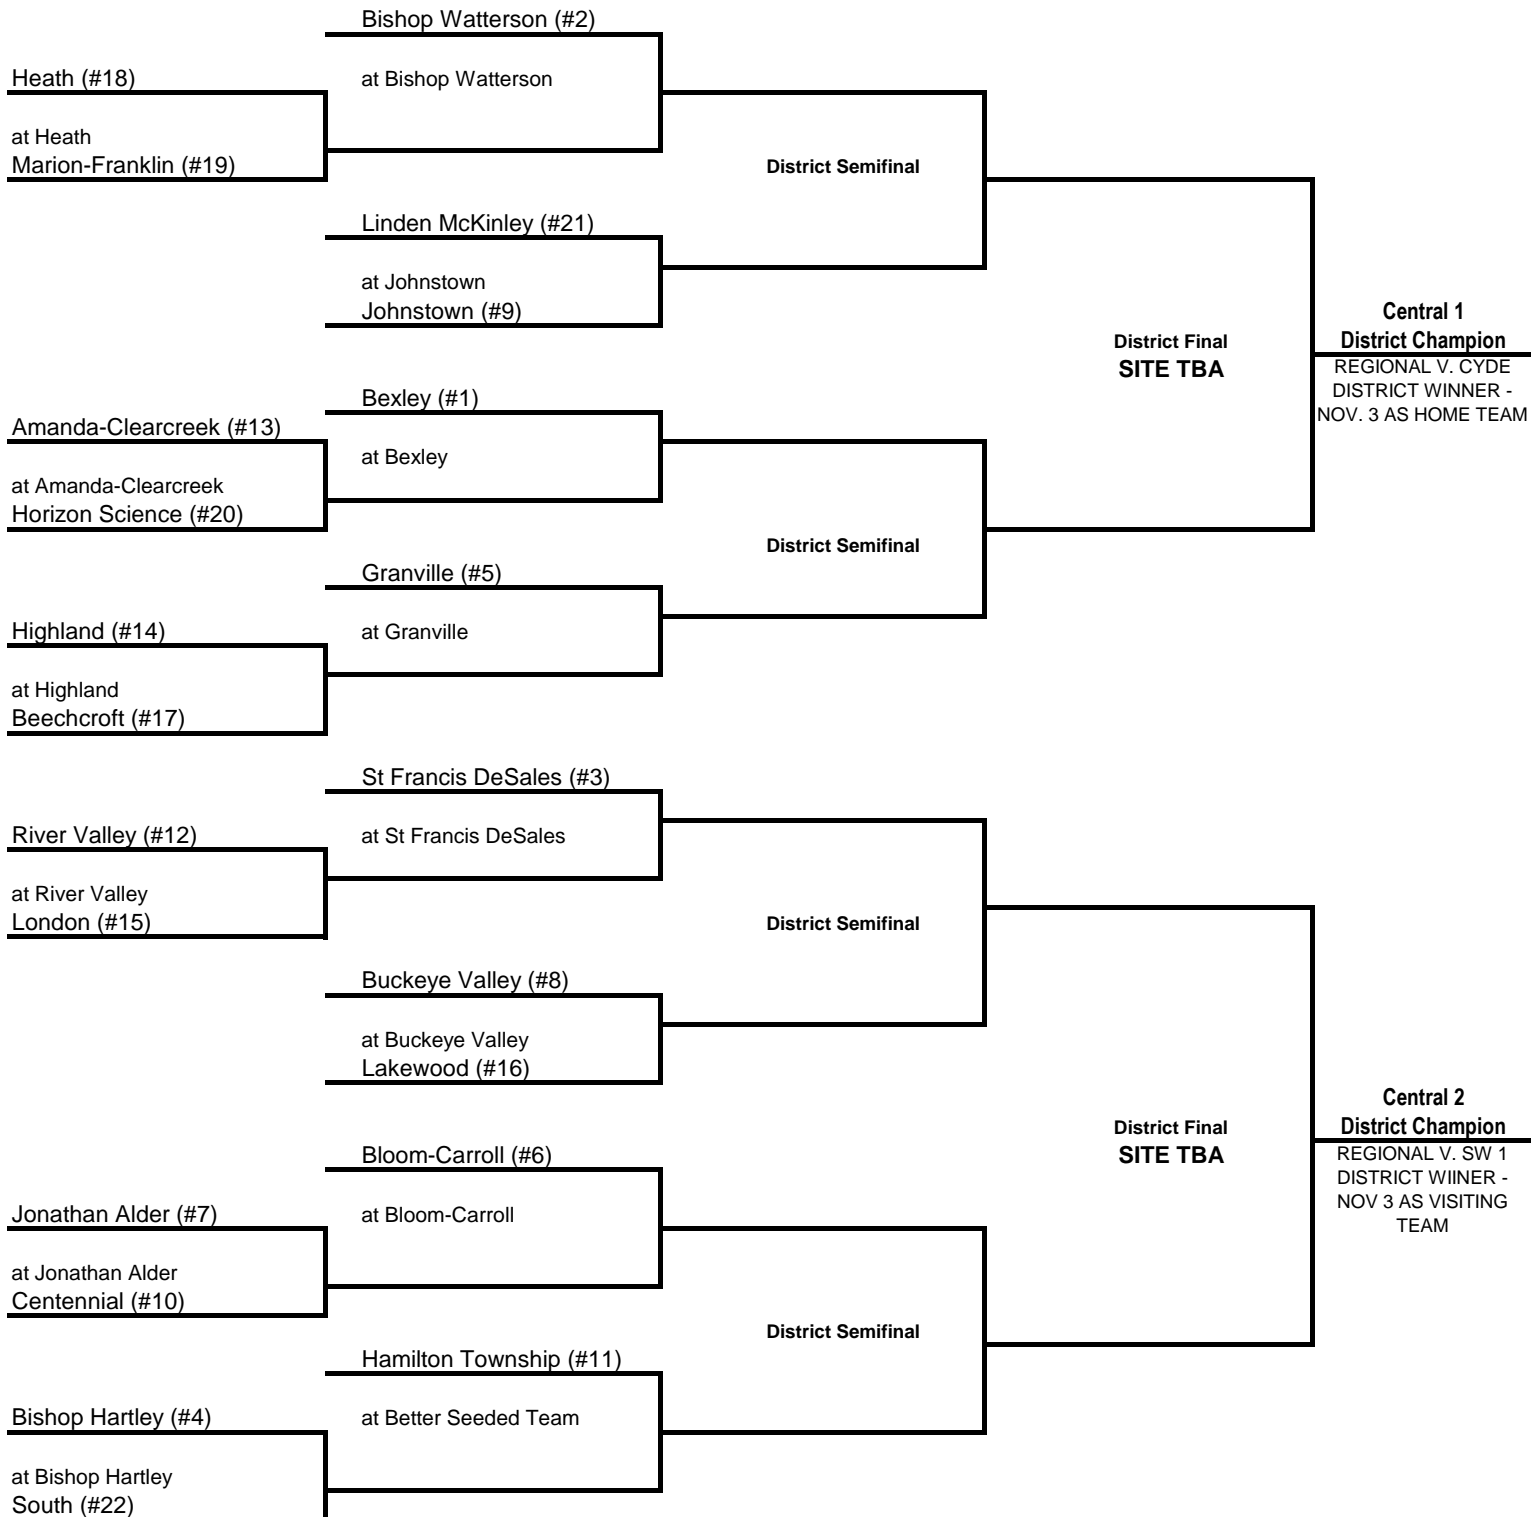 Bishop Watterson (#2)
Heath (#18)
at Bishop Watterson
at Heath
Marion-Franklin (#19)
District Semifinal
Linden McKinley (#21)
at Johnstown
Johnstown (#9)
Central 1
District Final
District Champion
SITE TBA
REGIONAL V. CYDE
DISTRICT WINNER -
NOV. 3 AS HOME TEAM
Bexley (#1)
Amanda-Clearcreek (#13)
at Bexley
at Amanda-Clearcreek
Horizon Science (#20)
District Semifinal
Granville (#5)
Highland (#14)
at Granville
at Highland
Beechcroft (#17)
St Francis DeSales (#3)
River Valley (#12)
at St Francis DeSales
at River Valley
London (#15)
District Semifinal
Buckeye Valley (#8)
at Buckeye Valley
Lakewood (#16)
Central 2
District Final
District Champion
SITE TBA
REGIONAL V. SW 1
DISTRICT WIINER -
NOV 3 AS VISITING
TEAM
Bloom-Carroll (#6)
Jonathan Alder (#7)
at Bloom-Carroll
at Jonathan Alder
Centennial (#10)
District Semifinal
Hamilton Township (#11)
Bishop Hartley (#4)
at Better Seeded Team
at Bishop Hartley
South (#22)